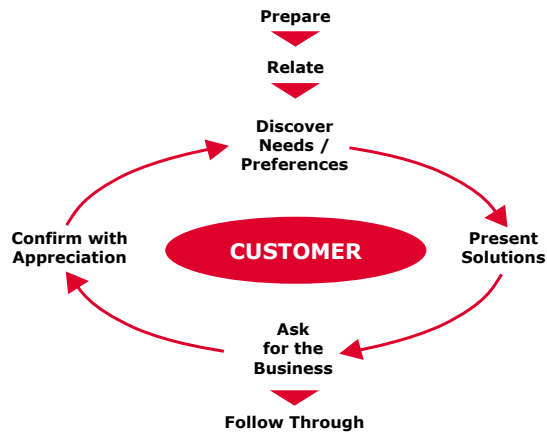 Prepare
Relate
Discover
Needs /
Preferences
Confirm with
Appreciation
CUSTOMER
Present
Solutions
Ask
for the
Business
Follow Through